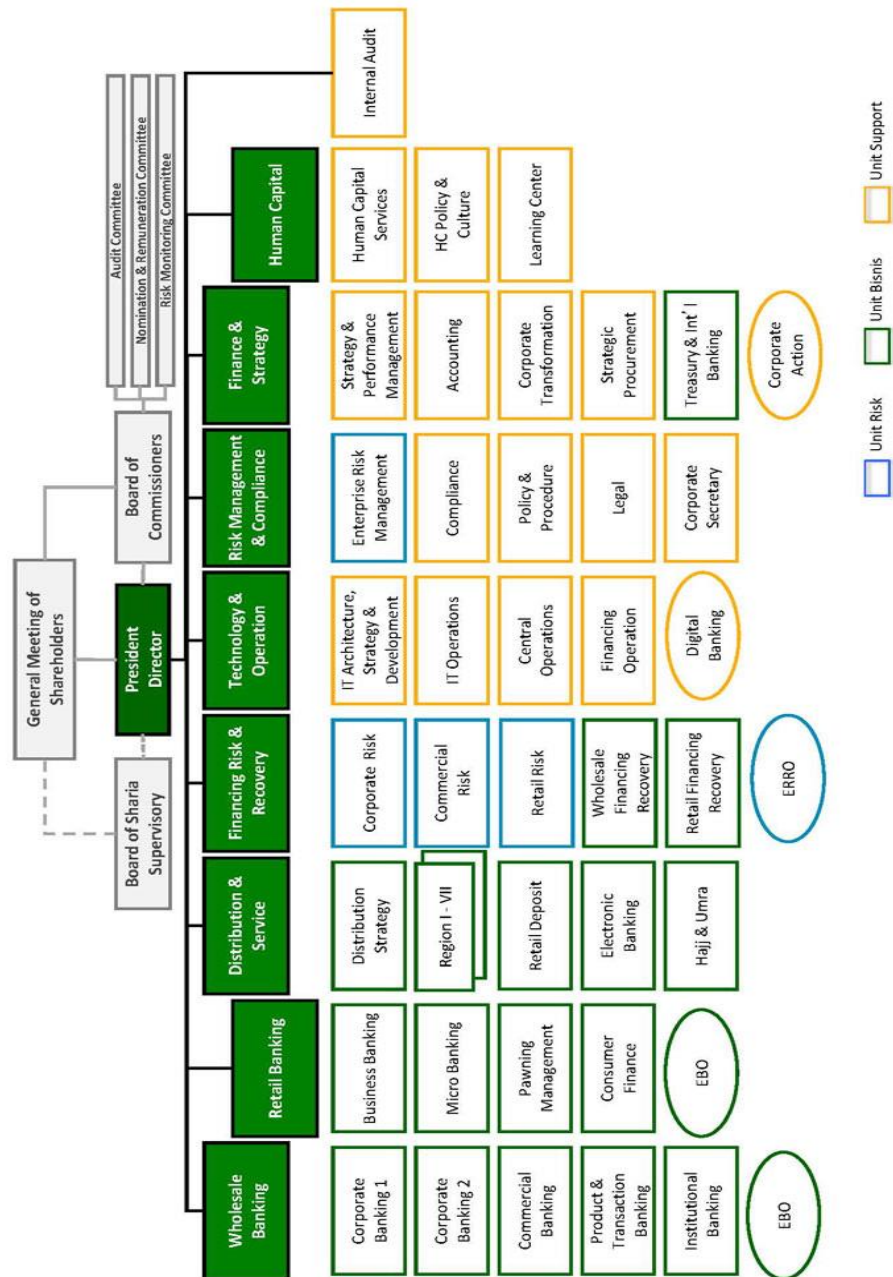 General Meeting of
Shareholders
Board of Sharia
Supervisory
President
Director
Board of
Commissioners
Audit Committee
Nomination & Remuneration Committee
Risk Monitoring Committee
Wholesale
Banking
Corporate
Banking 1
Corporate
Banking 2
Commercial
Banking
Product &
Transaction
Banking
Institutional
Banking
EBO
Retail Banking
Business Banking
Micro Banking
Pawning
Management
Consumer
Finance
EBO
Distribution &
Service
Distribution
Strategy
Region I - VII
Retail Deposit
Electronic
Banking
Hajj & Umra
Financing Risk &
Recovery
Corporate Risk
Commercial
Risk
Retail Risk
Wholesale
Financing
Recovery
Retail Financing
Recovery
ERRO
Technology &
Operation
IT Architecture,
Strategy &
Development
IT Operations
Central
Operations
Financing
Operation
Digital
Banking
Risk Management
& Compliance
Enterprise Risk
Management
Compliance
Policy &
Procedure
Legal
Corporate
Secretary
Finance &
Strategy
Strategy &
Performance
Management
Accounting
Corporate
Transformation
Strategic
Procurement
Treasury & Int' l
Banking
Corporate
Action
Human Capital
Human Capital
Services
HC Policy &
Culture
Learning Center
Internal Audit
Unit Risk
Unit Bisnis
Unit Support